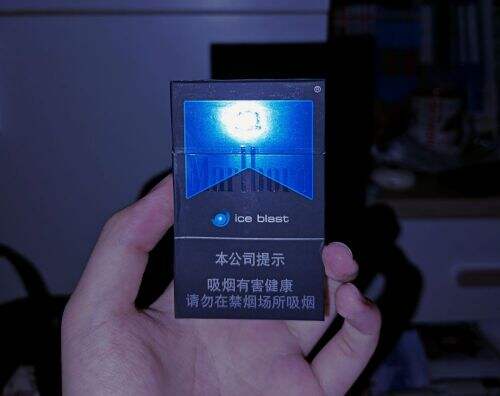 ®
Marlboro
ice blast
本公司提示
吸烟有害健康
请勿在禁烟场所吸烟